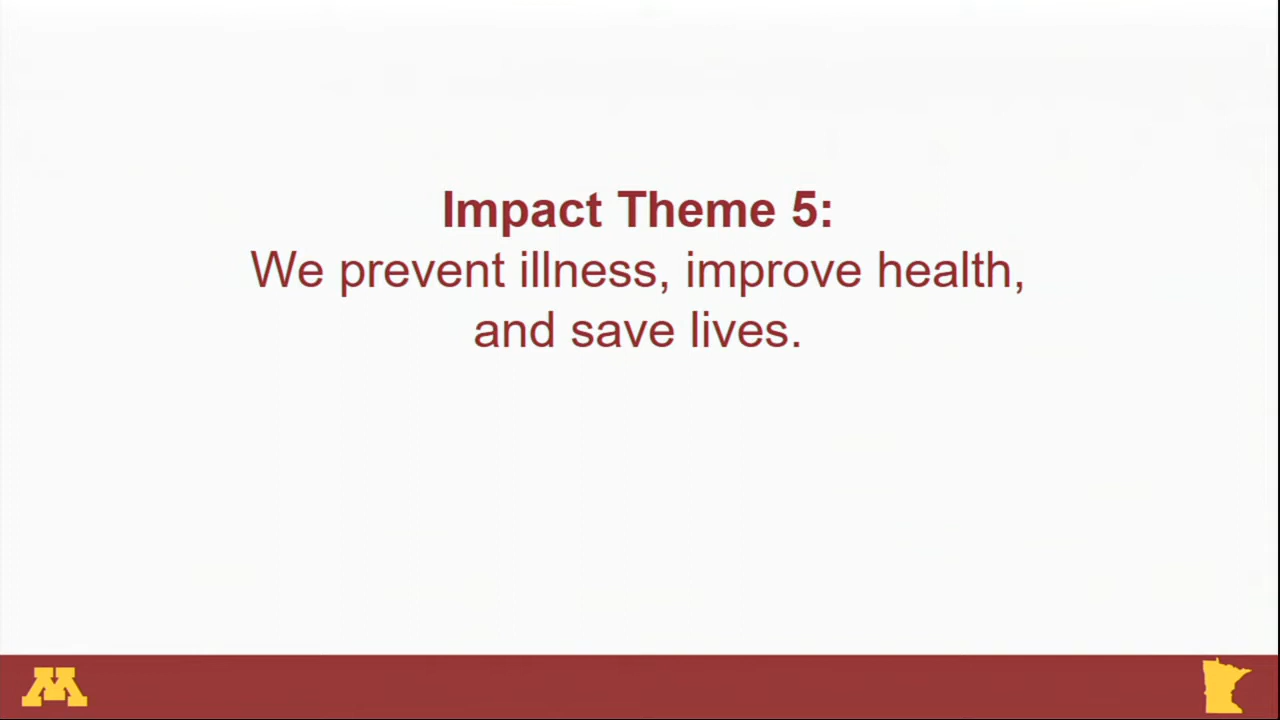 Impact Theme 5:
We prevent illness, improve health,
and save lives.
M